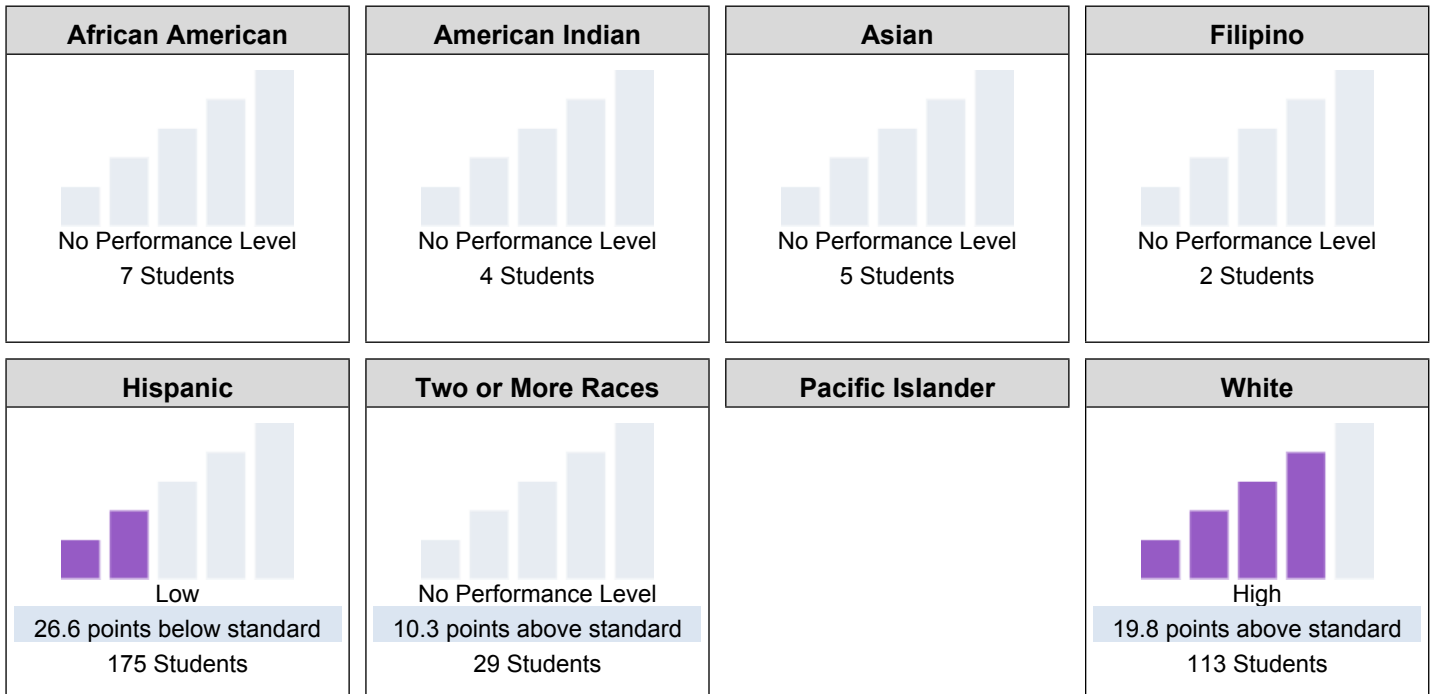 African American
No Performance Level
7 Students
American Indian
No Performance Level
4 Students
Asian
No Performance Level
5 Students
Filipino
No Performance Level
2 Students
Hispanic
Low
26.6 points below standard
175 Students
Two or More Races
No Performance Level
10.3 points above standard
29 Students
Pacific Islander
White
High
19.8 points above standard
113 Students